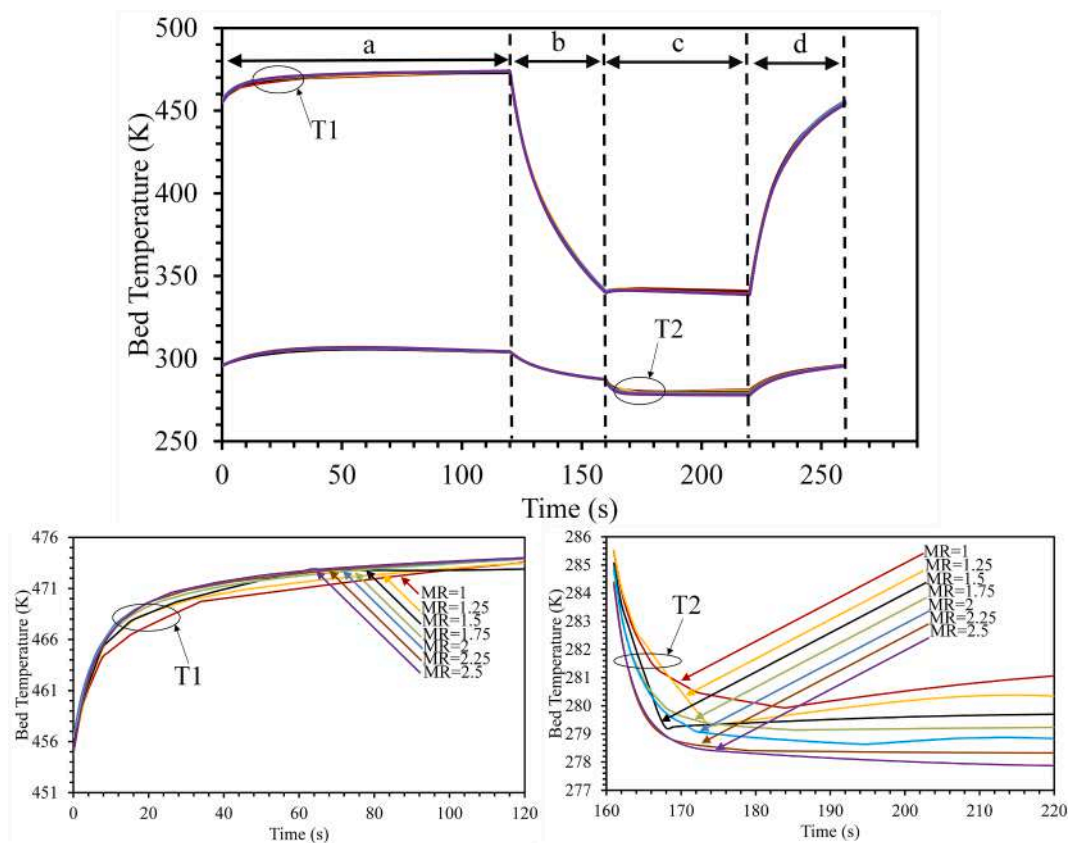 500
450
400
350
300
250
Bed Temperature (K)
a
b
c
d
T1
T2
0
50
100
150
200
250
Time (s)
476
471
466
461
456
451
Bed Temperature (K)
T1
MR=1
MR=1.25
MR=1.5
MR=1.75
MR=2
MR=2.25
MR=2.5
0
20
40
60
80
100
120
Time (s)
286
285
284
283
282
281
280
279
278
277
Bed Temperature (K)
T2
MR=1
MR=1.25
MR=1.5
MR=1.75
MR=2
MR=2.25
MR=2.5
160
170
180
190
200
210
220
Time (s)